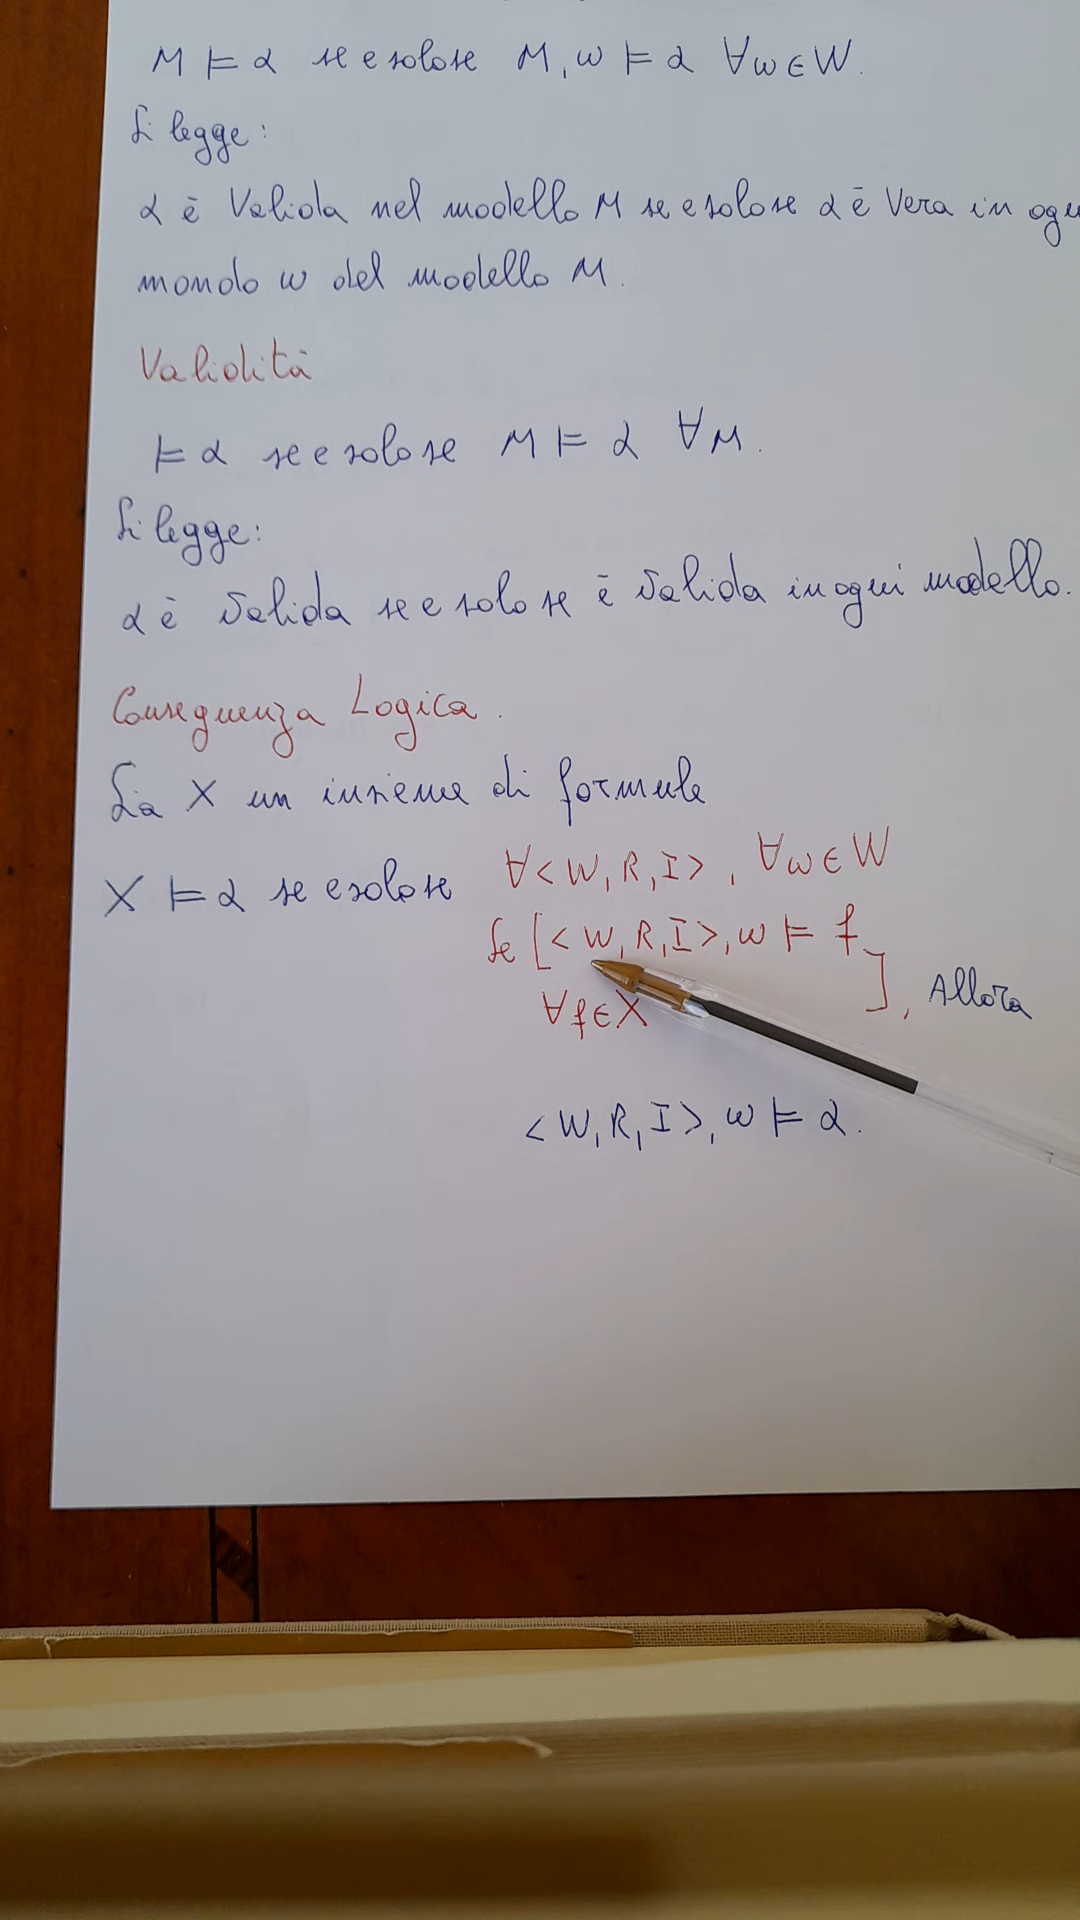 M ⊨ α se e solo se M, w ⊨ α ∀w ∈ W.
Si legge:
α è Valida nel modello M se e solo se α è Vera in
mondo w del modello M.
Validità
⊨ α se e solo se M ⊨ α ∀M.
Si legge:
α è valida se e solo se è valida in ogni modello.
Conseguenza Logica.
Sia X un insieme di formule
X ⊨ α se e solo se ∀<W, R, I>, ∀w ∈ W
Se [<W, R, I>, w ⊨ f
∀f ∈ X ], Allora
<W, R, I>, w ⊨ α.